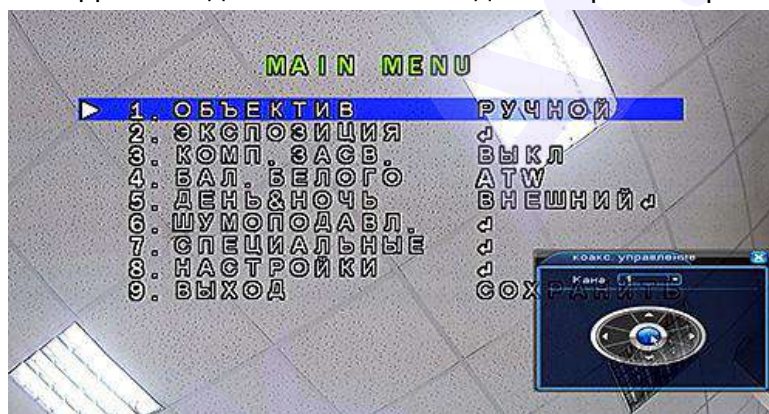 MAIN MENU
1. ОБЪЕКТИВ РУЧНОЙ
2. ЭКСПОЗИЦИЯ ↲
3. КОМП. ЗАСВ. ВЫКЛ
4. БАЛ. БЕЛОГО ATW
5. ДЕНЬ&НОЧЬ ВНЕШНИЙ↲
6. ШУМОПОДАВЛ. ↲
7. СПЕЦИАЛЬНЫЕ ↲
8. НАСТРОЙКИ ↲
9. ВЫХОД СОХРАНИТЬ
коакс. управление
Кана 1